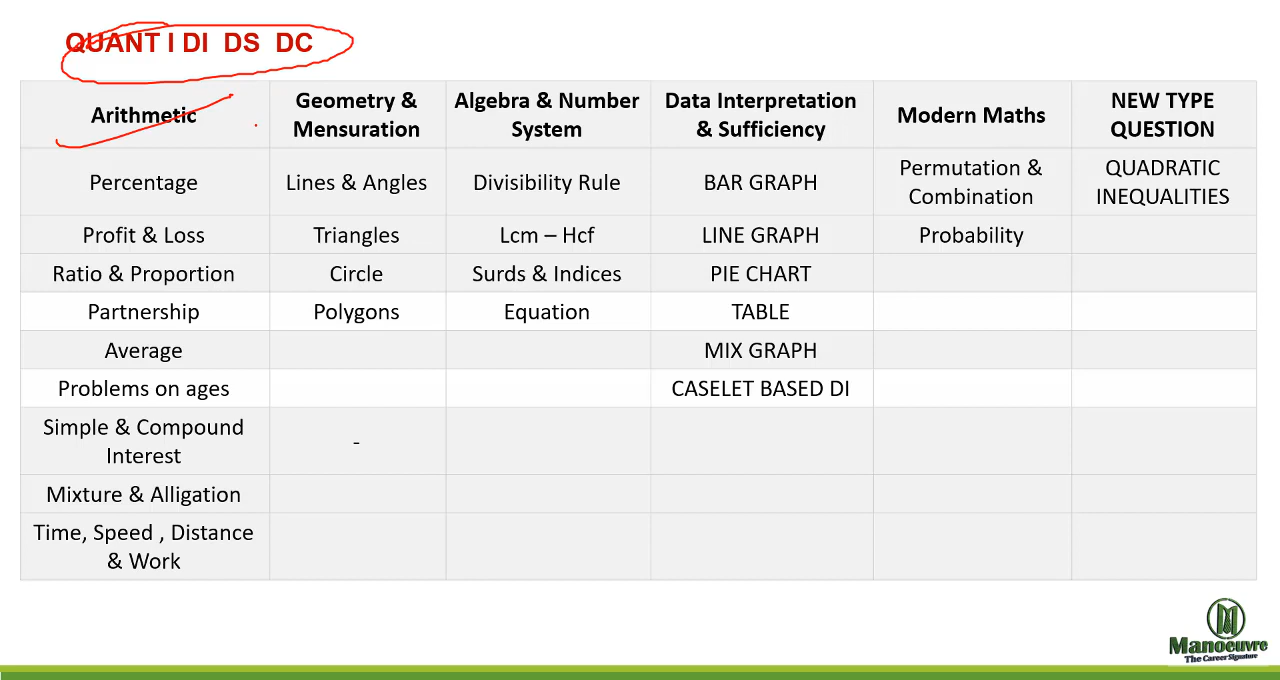 QUANT I DI DS DC
Arithmetic
Geometry &
Mensuration
Algebra & Number
System
Data Interpretation
& Sufficiency
Modern Maths
NEW TYPE
QUESTION
Percentage
Lines & Angles
Divisibility Rule
BAR GRAPH
Permutation &
Combination
QUADRATIC
INEQUALITIES
Profit & Loss
Triangles
Lcm – Hcf
LINE GRAPH
Probability
Ratio & Proportion
Circle
Surds & Indices
PIE CHART
Partnership
Polygons
Equation
TABLE
Average
MIX GRAPH
Problems on ages
CASELET BASED DI
Simple & Compound
Interest
-
Mixture & Alligation
Time, Speed , Distance
& Work
Manoeuvre
The Career Signature